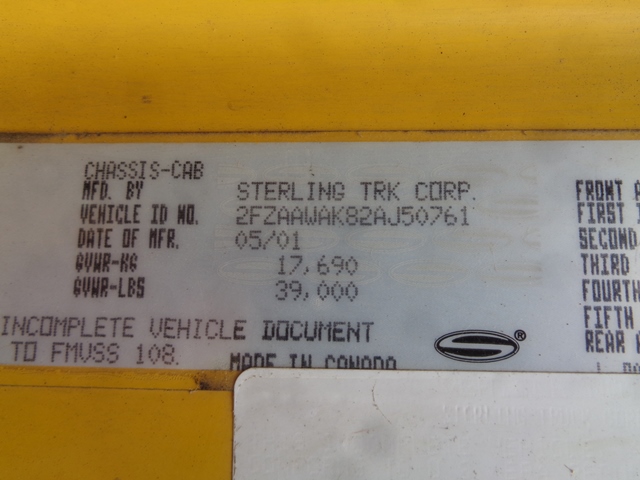 CHASSIS-CAB
MFD. BY STERLING TRK CORP.
VEHICLE ID NO. 2FZAAWAK82AJ50761
DATE OF MFR. 05/01
GVWR-KG 17,690
GVWR-LBS 39,000
INCOMPLETE VEHICLE DOCUMENT
TO FMVSS 108. MADE IN CANADA
S ®
FRONT A
FIRST I
SECOND
THIRD
FOURTH
FIFTH
REAR A